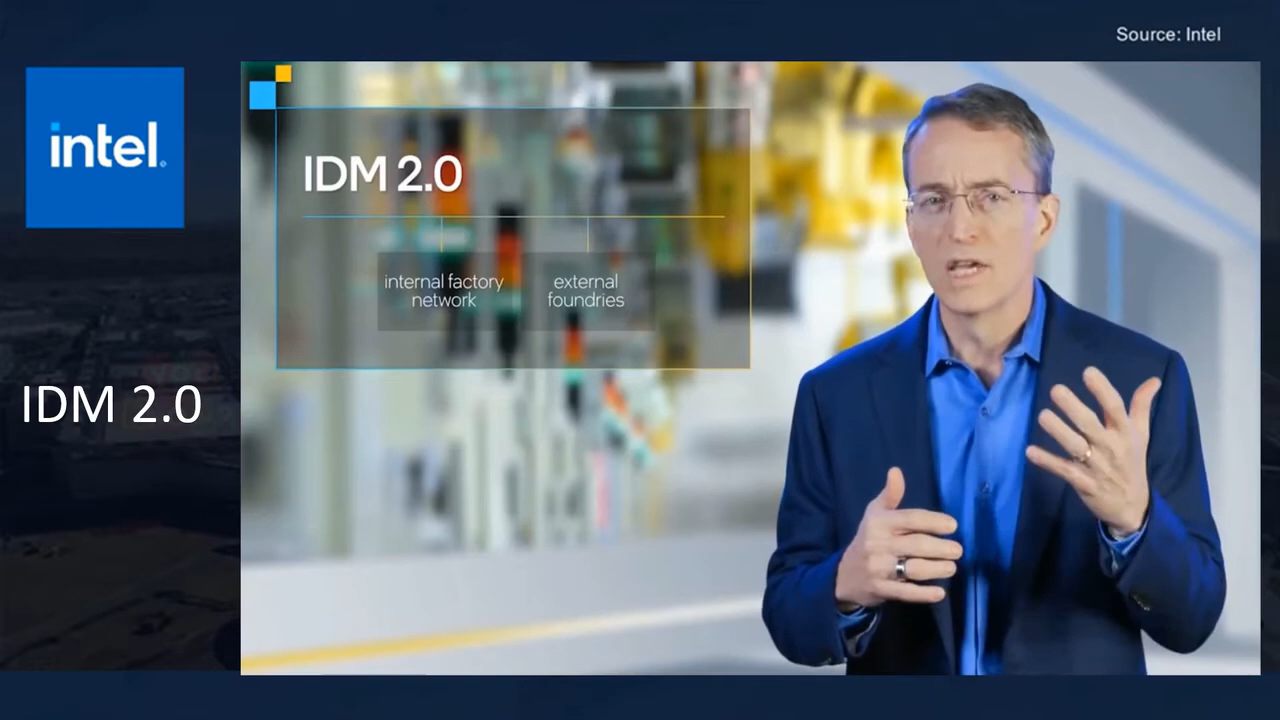 Source: Intel
intel.
IDM 2.0
internal factory
network
external
foundries
IDM 2.0